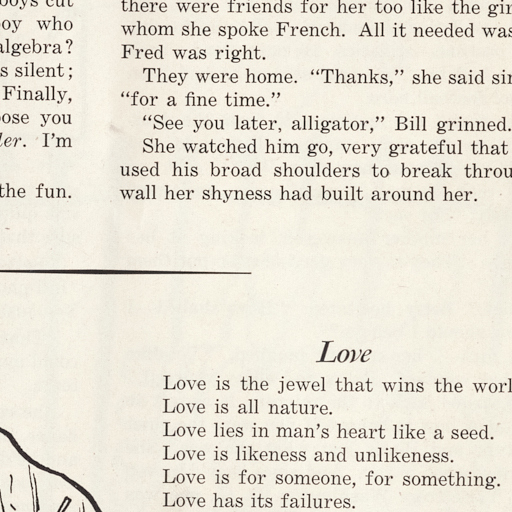 boys cut
boy who
algebra?
s silent;
Finally,
ose you
ler. I'm
the fun.
there were friends for her too like the
whom she spoke French. All it needed was
Fred was right.
They were home. "Thanks," she said
"for a fine time."
"See you later, alligator," Bill grinned.
She watched him go, very grateful that
used his broad shoulders to break
wall her shyness had built around her.
Love
Love is the jewel that wins the
Love is all nature.
Love lies in man's heart like a seed.
Love is likeness and unlikeness.
Love is for someone, for something.
Love has its failures.